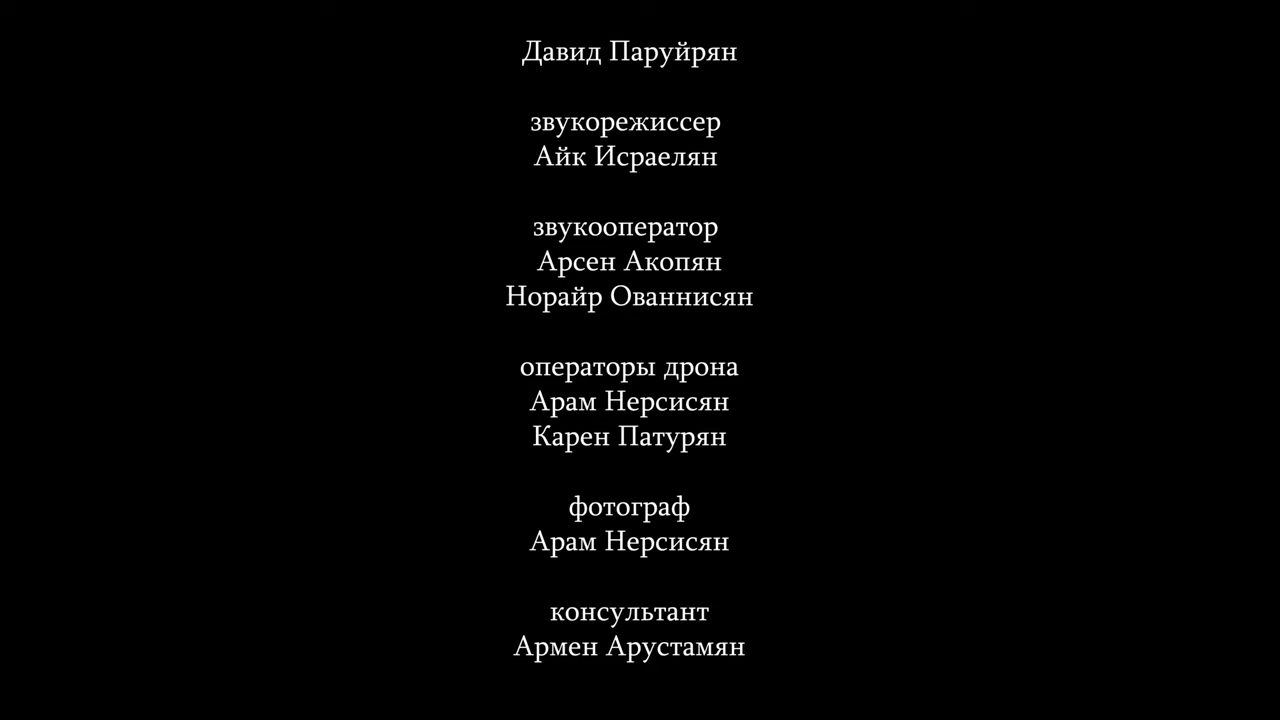 Давид Паруйрян
звукорежиссер
Айк Исраелян
звукооператор
Арсен Акопян
Норайр Ованнисян
операторы дрона
Арам Нерсисян
Карен Патурян
фотограф
Арам Нерсисян
консультант
Армен Арустамян